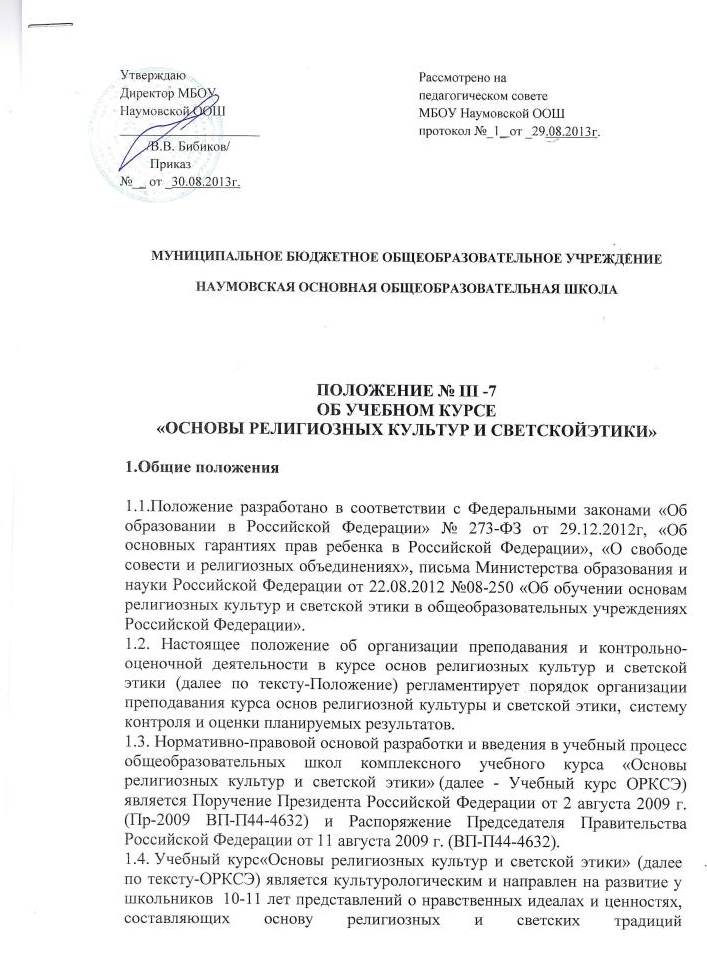 Утверждаю
Директор МБОУ
Наумовской ООШ
/В.В. Бибиков/
Приказ
№__ от _30.08.2013г.
Рассмотрено на
педагогическом совете
МБОУ Наумовской ООШ
протокол №_1_ от _29.08.2013г.
МУНИЦИПАЛЬНОЕ БЮДЖЕТНОЕ ОБЩЕОБРАЗОВАТЕЛЬНОЕ УЧРЕЖДЕНИЕ
НАУМОВСКАЯ ОСНОВНАЯ ОБЩЕОБРАЗОВАТЕЛЬНАЯ ШКОЛА
ПОЛОЖЕНИЕ № III -7
ОБ УЧЕБНОМ КУРСЕ
«ОСНОВЫ РЕЛИГИОЗНЫХ КУЛЬТУР И СВЕТСКОЙЭТИКИ»
1.Общие положения
1.1.Положение разработано в соответствии с Федеральными законами «Об
образовании в Российской Федерации» № 273-ФЗ от 29.12.2012г, «Об
основных гарантиях прав ребенка в Российской Федерации», «О свободе
совести и религиозных объединениях», письма Министерства образования и
науки Российской Федерации от 22.08.2012 №08-250 «Об обучении основам
религиозных культур и светской этики в общеобразовательных учреждениях
Российской Федерации».
1.2. Настоящее положение об организации преподавания и контрольно-
оценочной деятельности в курсе основ религиозных культур и светской
этики (далее по тексту-Положение) регламентирует порядок организации
преподавания курса основ религиозной культуры и светской этики, систему
контроля и оценки планируемых результатов.
1.3. Нормативно-правовой основой разработки и введения в учебный процесс
общеобразовательных школ комплексного учебного курса «Основы
религиозных культур и светской этики» (далее - Учебный курс ОРКСЭ)
является Поручение Президента Российской Федерации от 2 августа 2009 г.
(Пр-2009 ВП-П44-4632) и Распоряжение Председателя Правительства
Российской Федерации от 11 августа 2009 г. (ВП-П44-4632).
1.4. Учебный курс«Основы религиозных культур и светской этики» (далее
по тексту-ОРКСЭ) является культурологическим и направлен на развитие у
школьников 10-11 лет представлений о нравственных идеалах и ценностях,
составляющих основу религиозных и светских традиций